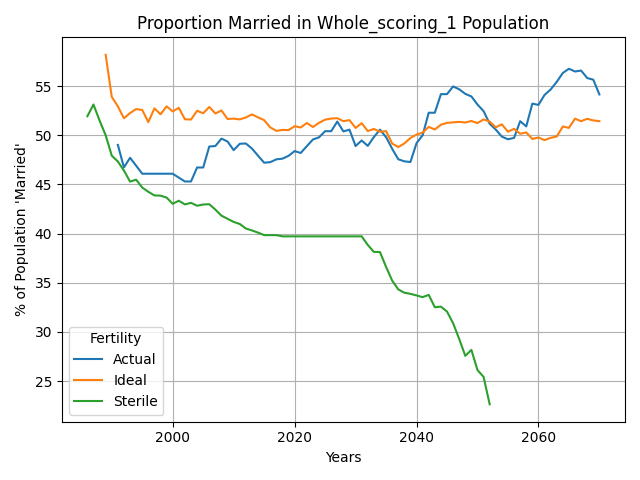 Proportion Married in Whole_scoring_1 Population
% of Population 'Married'
55
50
45
40
35
30
25
Fertility
Actual
Ideal
Sterile
2000
2020
2040
2060
Years